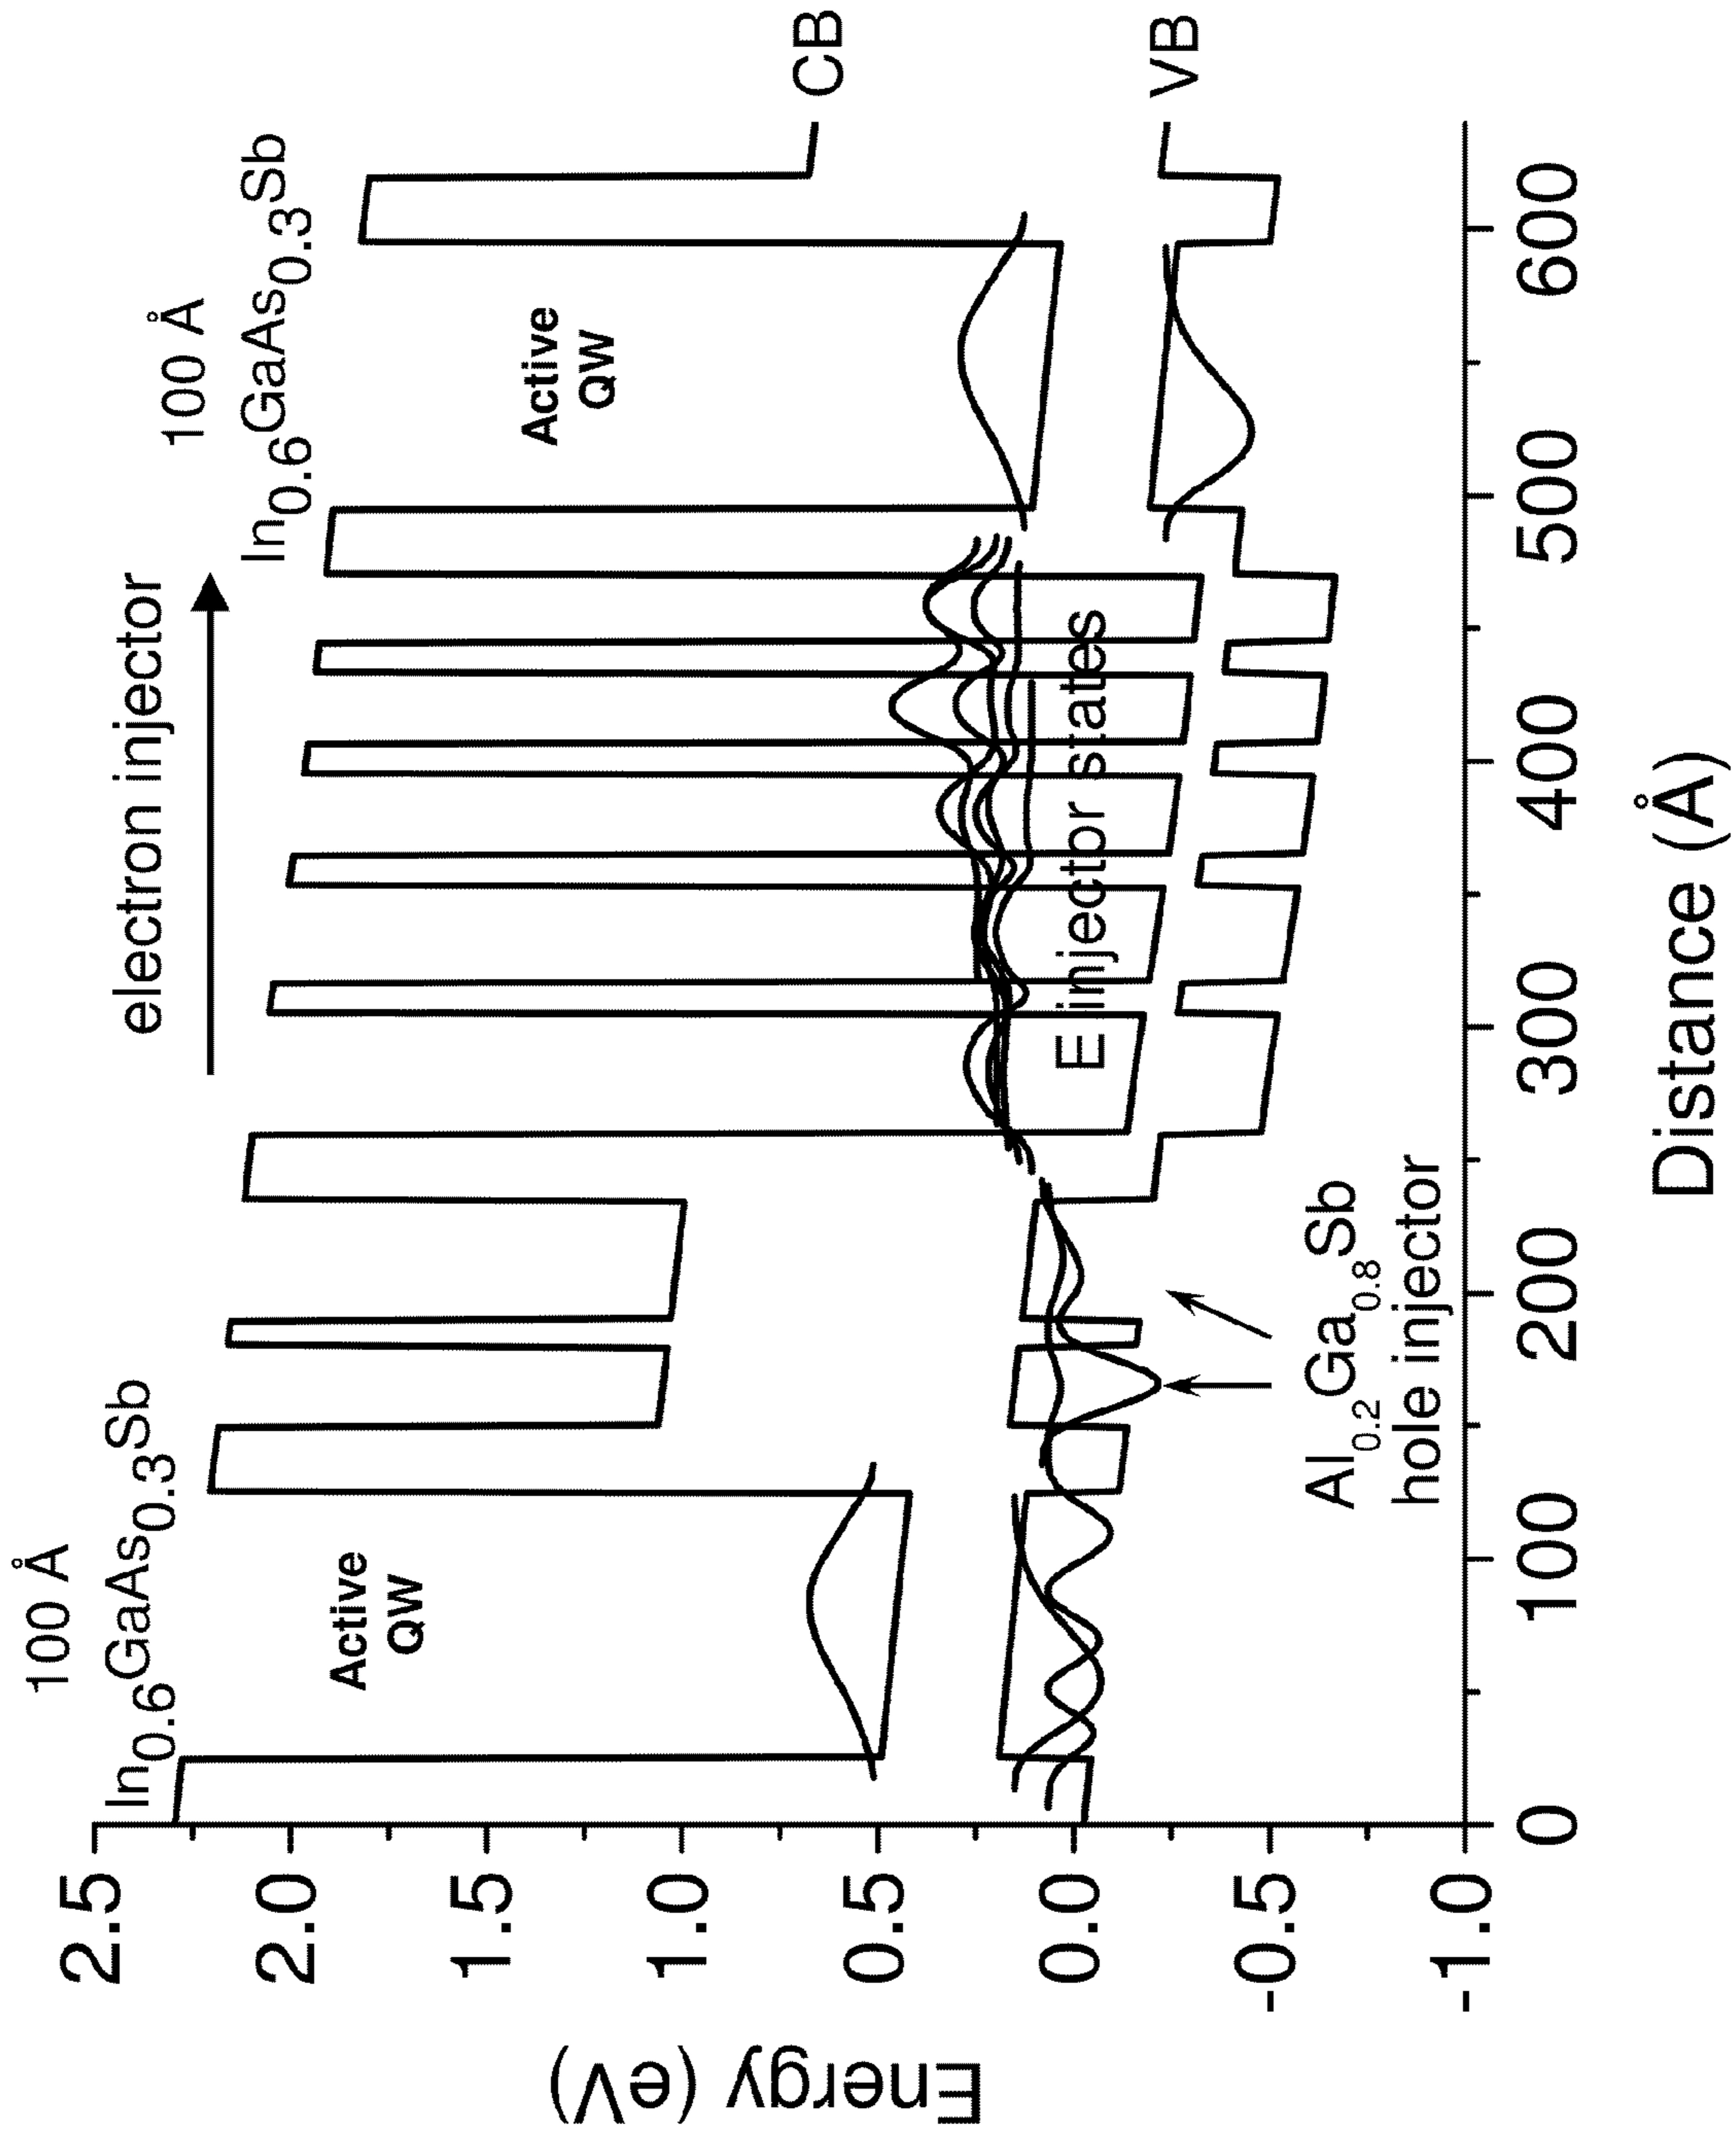 100 Å
In0.6GaAs0.3Sb
electron injector
100 Å
In0.6GaAs0.3Sb
Active
QW
Active
QW
CB
VB
E injector states
Al0.2Ga0.8Sb
hole injector
Energy (eV)
2.5
2.0
1.5
1.0
0.5
0.0
-0.5
-1.0
0
100
200
300
400
500
600
Distance (Å)